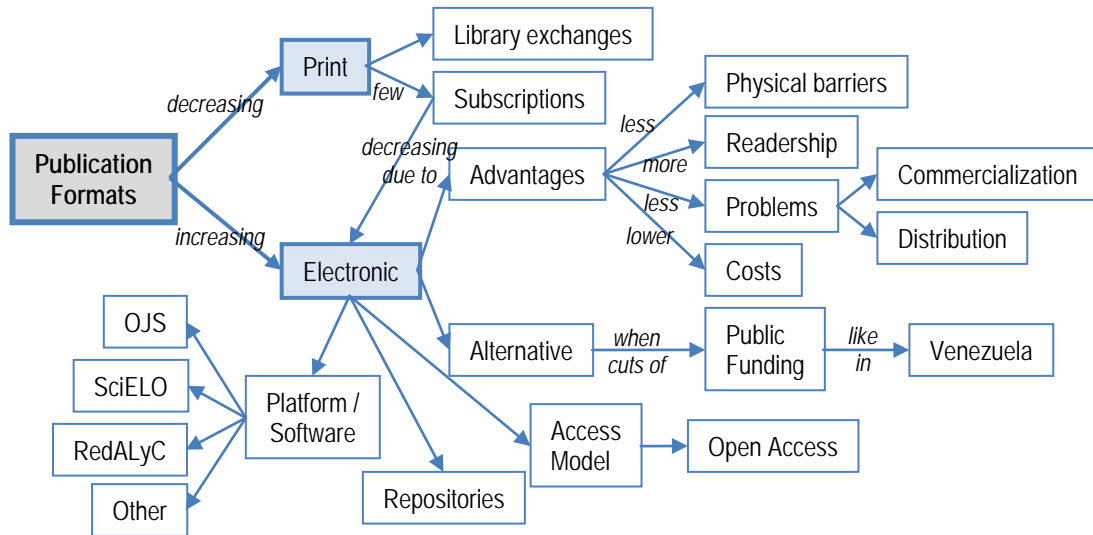 Library exchanges
Print
few
Subscriptions
decreasing
Publication
Formats
increasing
decreasing
due to
Electronic
Advantages
less
Physical barriers
more
Readership
less
Problems
Commercialization
Distribution
lower
Costs
Alternative
when
cuts of
Public
Funding
like
in
Venezuela
OJS
SciELO
RedALyC
Other
Platform /
Software
Repositories
Access
Model
Open Access